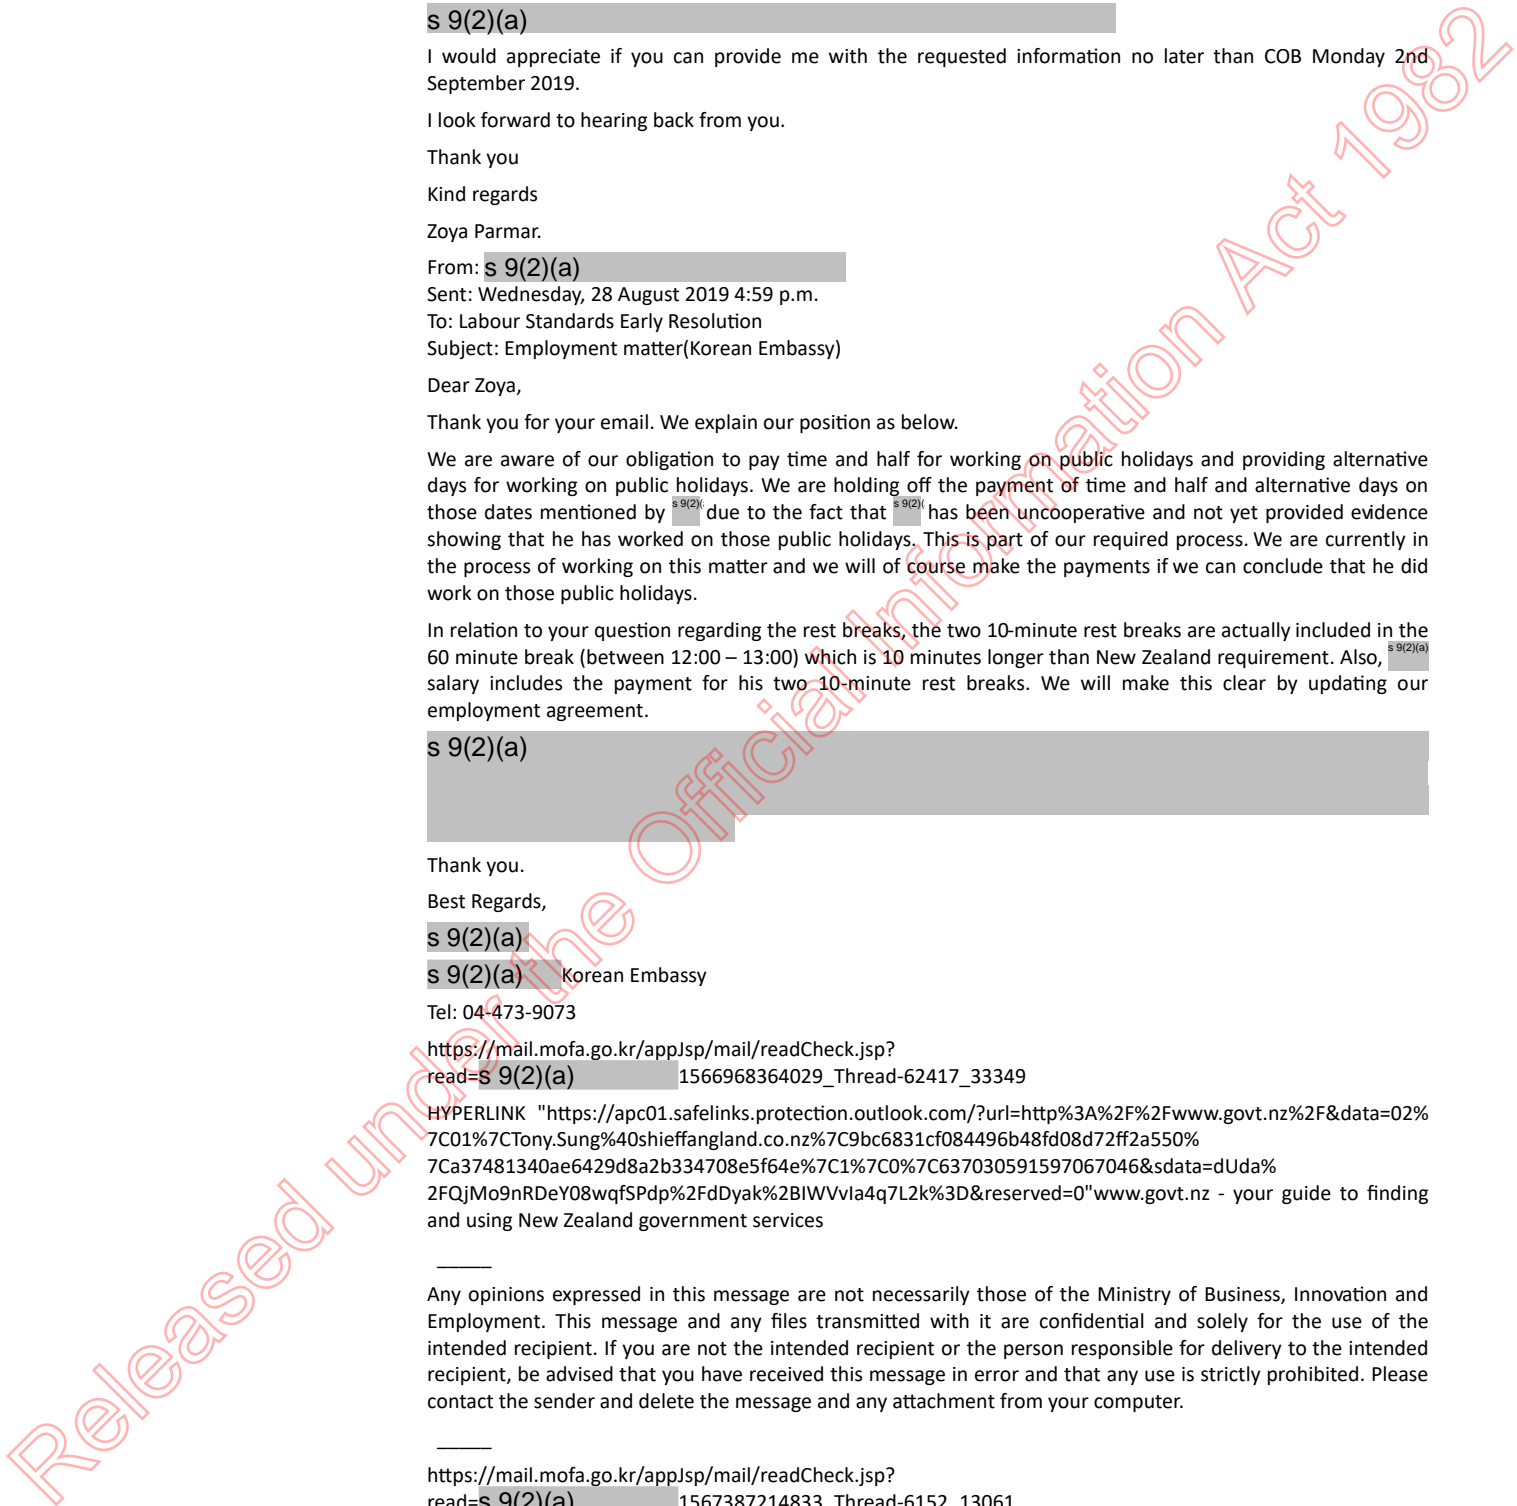 s 9(2)(a)
I would appreciate if you can provide me with the requested information no later than COB Monday 2nd
September 2019.
I look forward to hearing back from you.
Thank you
Kind regards
Zoya Parmar.
From: s 9(2)(a)
Sent: Wednesday, 28 August 2019 4:59 p.m.
To: Labour Standards Early Resolution
Subject: Employment matter(Korean Embassy)
Dear Zoya,
Thank you for your email. We explain our position as below.
We are aware of our obligation to pay time and half for working on public holidays and providing alternative
days for working on public holidays. We are holding off the payment of time and half and alternative days on
those dates mentioned by s 9(2)( due to the fact that s 9(2)( has been uncooperative and not yet provided evidence
showing that he has worked on those public holidays. This is part of our required process. We are currently in
the process of working on this matter and we will of course make the payments if we can conclude that he did
work on those public holidays.
In relation to your question regarding the rest breaks, the two 10-minute rest breaks are actually included in the
60 minute break (between 12:00 – 13:00) which is 10 minutes longer than New Zealand requirement. Also, s 9(2)(a)
salary includes the payment for his two 10-minute rest breaks. We will make this clear by updating our
employment agreement.
s 9(2)(a)
Thank you.
Best Regards,
s 9(2)(a)
s 9(2)(a) Korean Embassy
Tel: 04-473-9073
https://mail.mofa.go.kr/appJsp/mail/readCheck.jsp?
read=s 9(2)(a) 1566968364029_Thread-62417_33349
HYPERLINK "https://apc01.safelinks.protection.outlook.com/?url=http%3A%2F%2Fwww.govt.nz%2F&data=02%
7C01%7CTony.Sung%40shieffangland.co.nz%7C9bc6831cf084496b48fd08d72ff2a550%
7Ca37481340ae6429d8a2b334708e5f64e%7C1%7C0%7C637030591597067046&sdata=dUda%
2FQjMo9nRDeY08wqfSPdp%2FdDyak%2BIWVvIa4q7L2k%3D&reserved=0"www.govt.nz - your guide to finding
and using New Zealand government services
_____
Any opinions expressed in this message are not necessarily those of the Ministry of Business, Innovation and
Employment. This message and any files transmitted with it are confidential and solely for the use of the
intended recipient. If you are not the intended recipient or the person responsible for delivery to the intended
recipient, be advised that you have received this message in error and that any use is strictly prohibited. Please
contact the sender and delete the message and any attachment from your computer.
_____
https://mail.mofa.go.kr/appJsp/mail/readCheck.jsp?
read=s 9(2)(a) 1567387214833_Thread-6152_13061
Released under the Official Information Act 1982